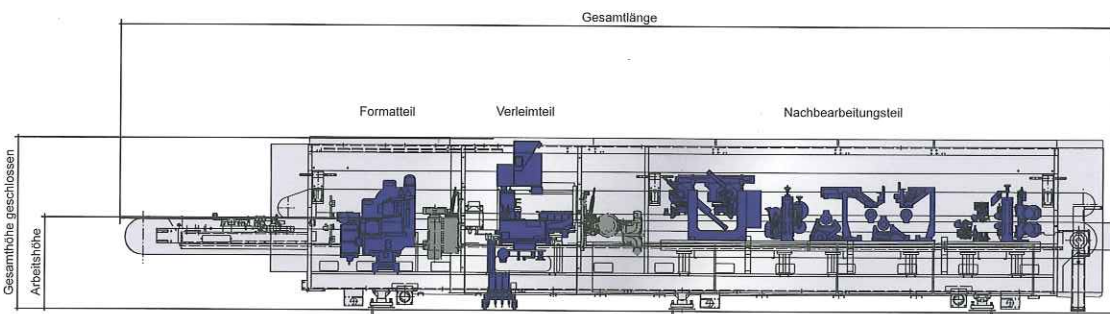 Gesamtlänge
Formatteil
Verleimteil
Nachbearbeitungsteil
Gesamthöhe geschlossen
Arbeitshöhe